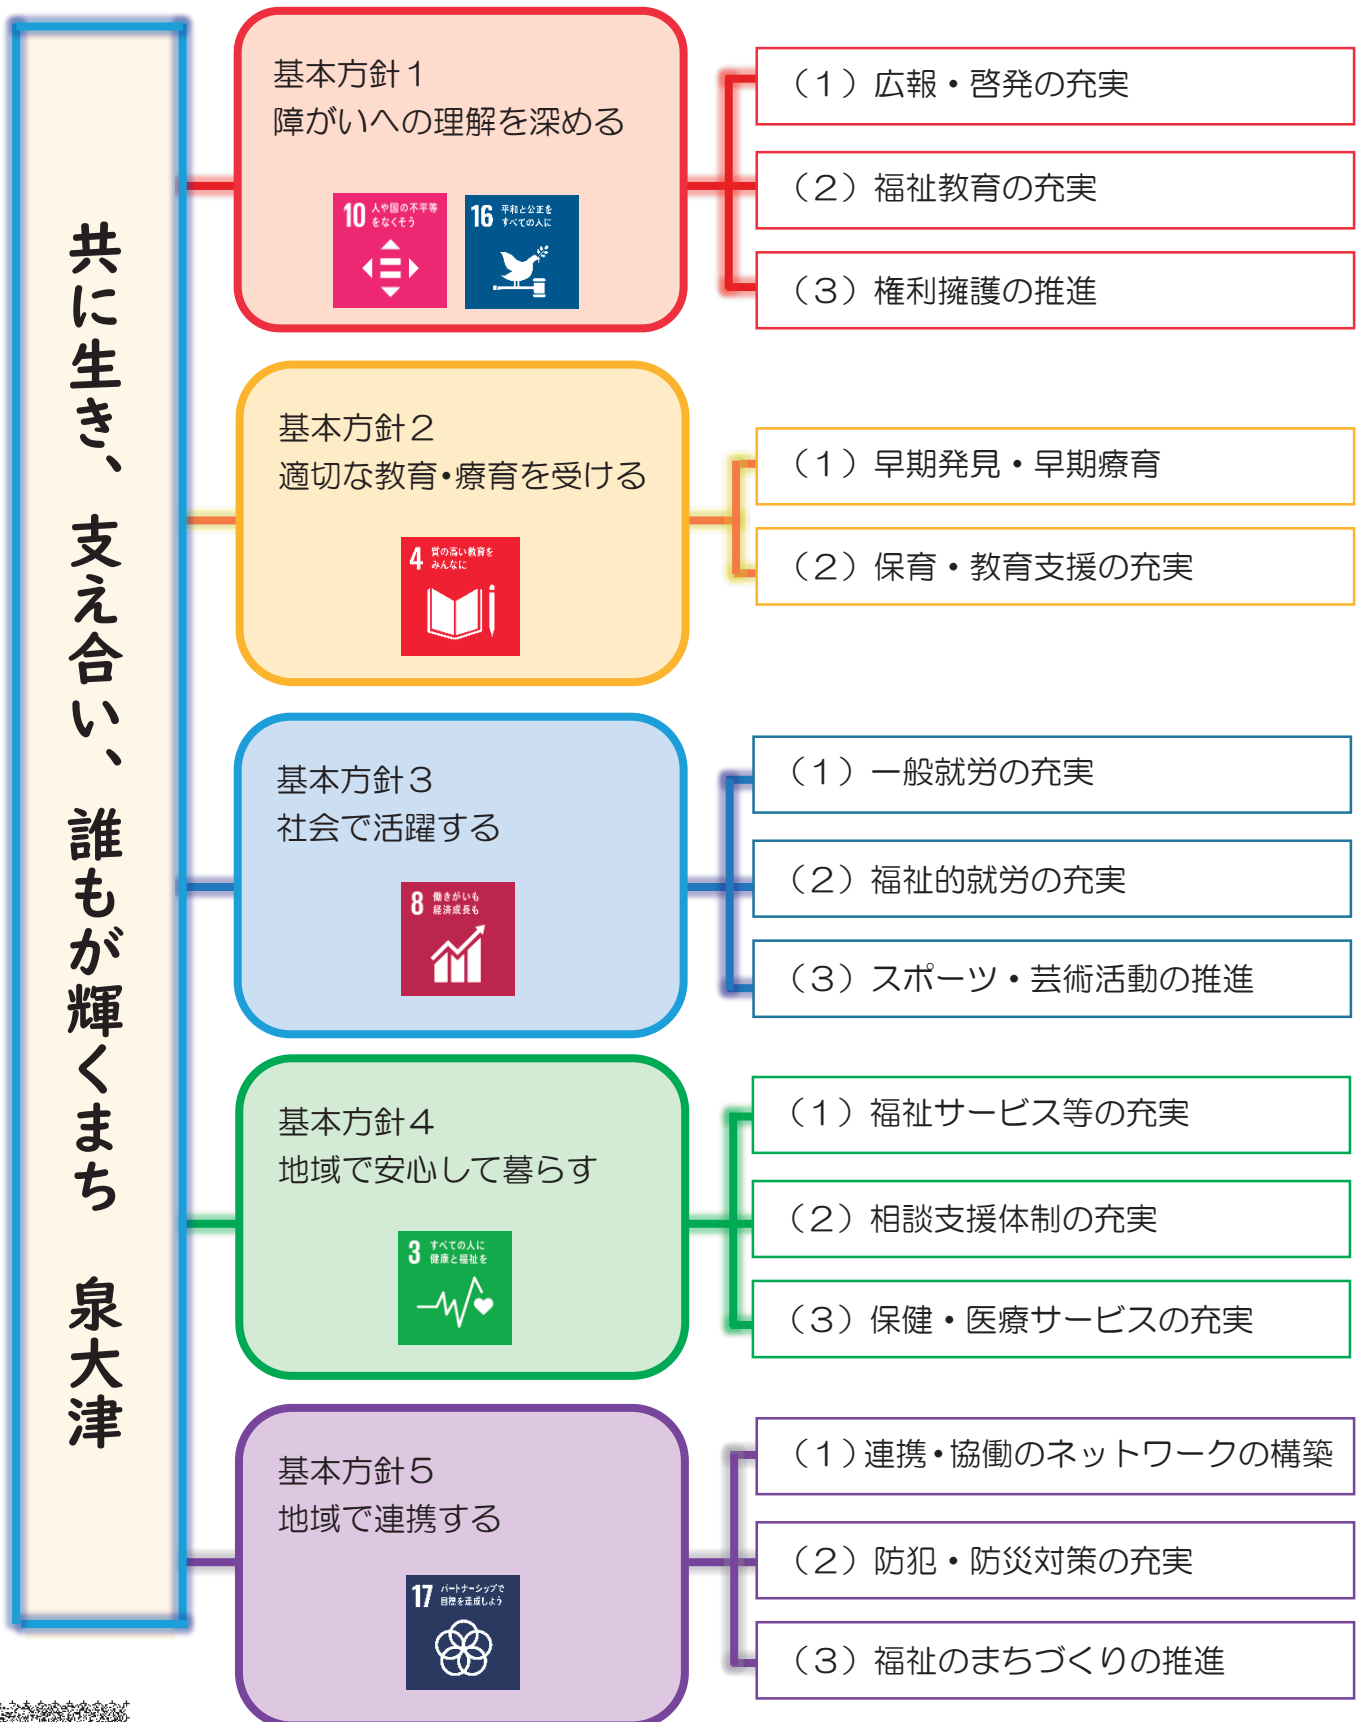 共に生き、支え合い、誰もが輝くまち　泉大津
基本方針１
障がいへの理解を深める
10 人や国の不平等
をなくそう
16 平和と公正を
すべての人に
（１）広報・啓発の充実
（２）福祉教育の充実
（３）権利擁護の推進
基本方針２
適切な教育・療育を受ける
4 質の高い教育を
みんなに
（１）早期発見・早期療育
（２）保育・教育支援の充実
基本方針３
社会で活躍する
8 働きがいも
経済成長も
（１）一般就労の充実
（２）福祉的就労の充実
（３）スポーツ・芸術活動の推進
基本方針４
地域で安心して暮らす
3 すべての人に
健康と福祉を
（１）福祉サービス等の充実
（２）相談支援体制の充実
（３）保健・医療サービスの充実
基本方針５
地域で連携する
17 パートナーシップで
目標を達成しよう
（１）連携・協働のネットワークの構築
（２）防犯・防災対策の充実
（３）福祉のまちづくりの推進